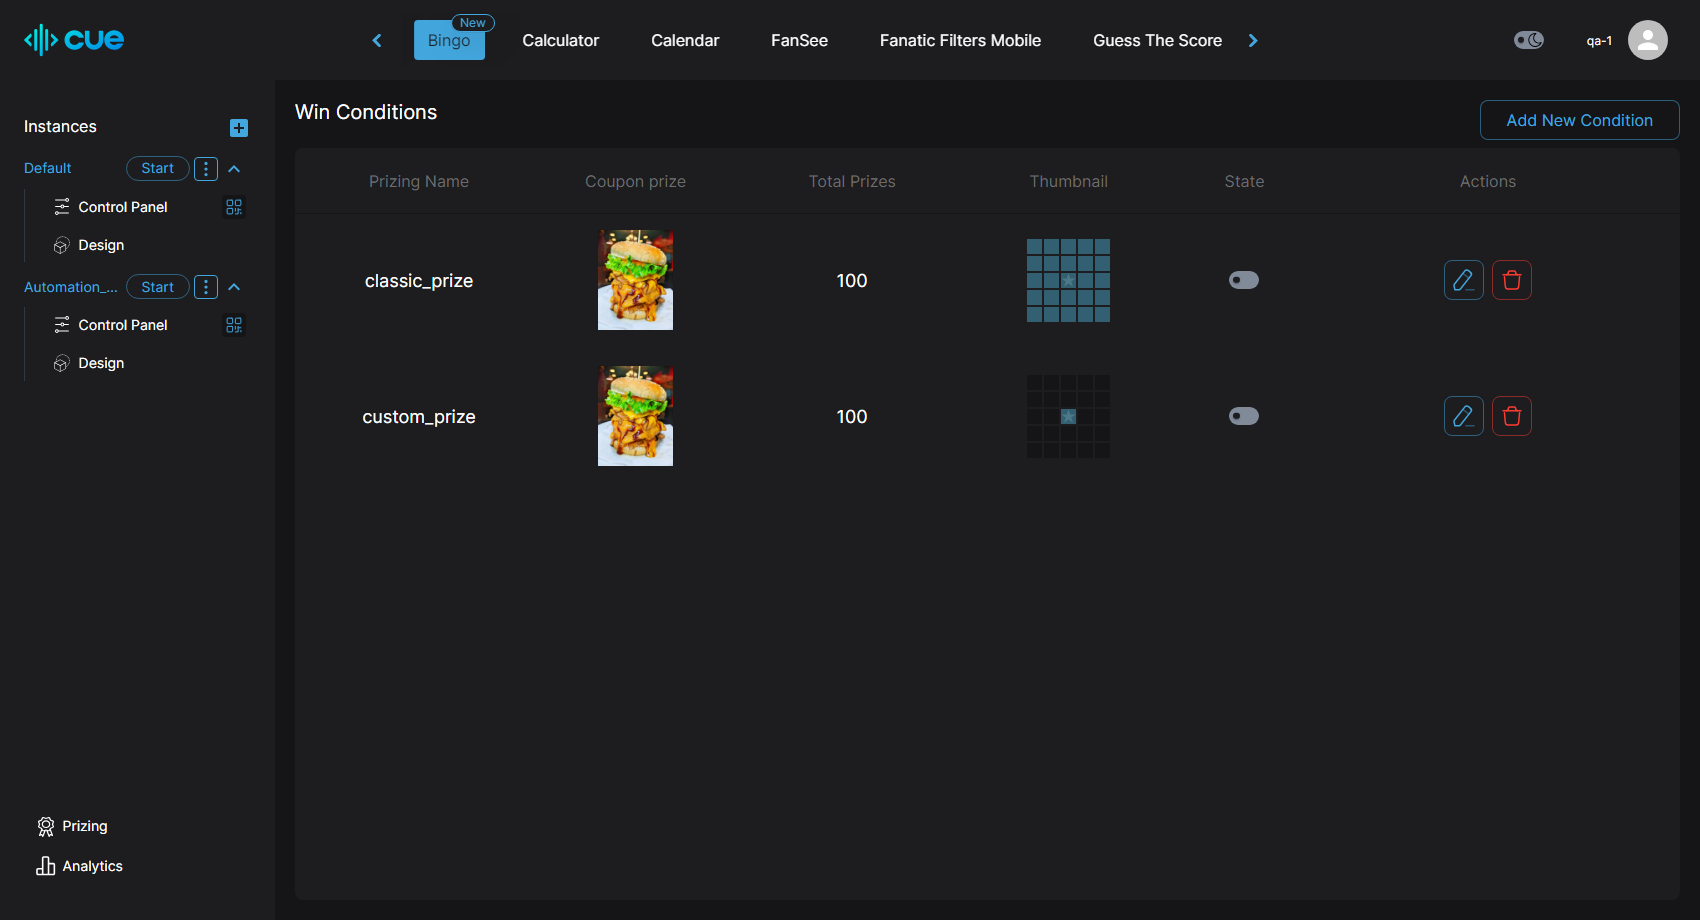 cue
Bingo
New
Calculator
Calendar
FanSee
Fanatic Filters Mobile
Guess The Score
qa-1
Instances
Default
Start
Control Panel
Design
Automation_...
Start
Control Panel
Design
Prizing
Analytics
Win Conditions
Add New Condition
Prizing Name Coupon prize Total Prizes Thumbnail State Actions
classic_prize 100
custom_prize 100